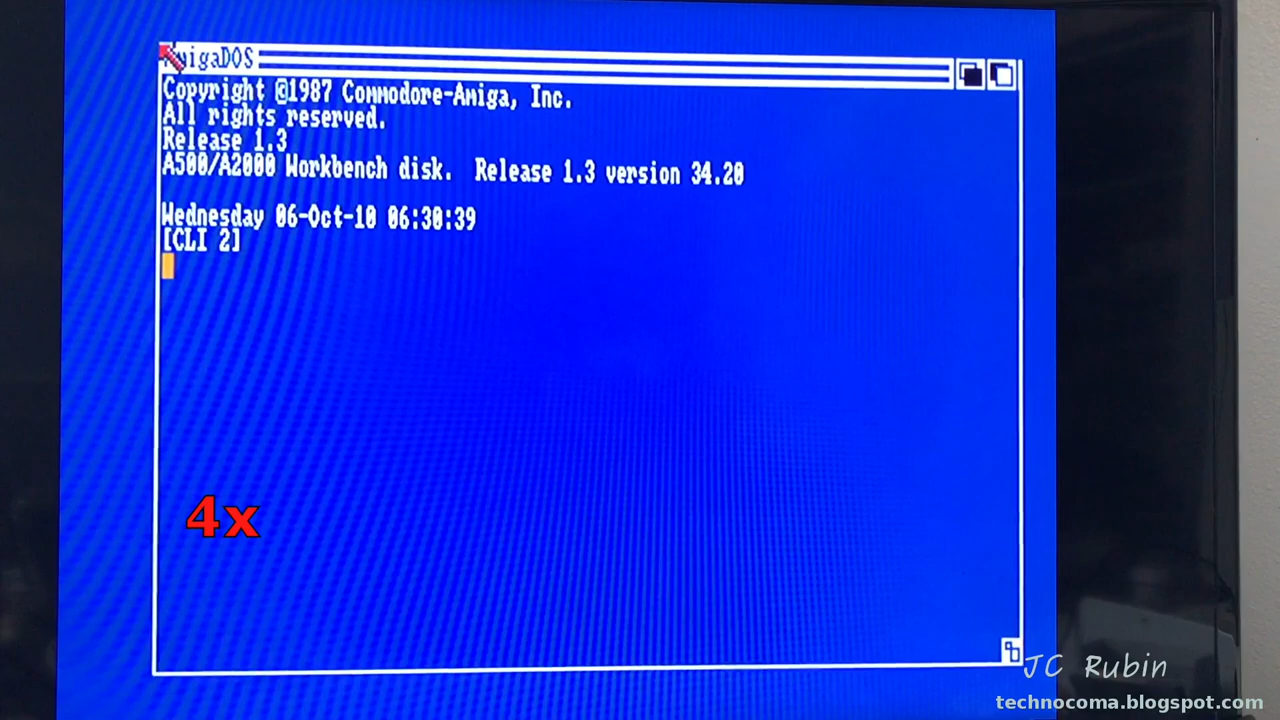 AmigaDOS
Copyright ©1987 Commodore-Amiga, Inc.
All rights reserved.
Release 1.3
A500/A2000 Workbench disk.  Release 1.3 version 34.20
Wednesday 06-Oct-10 06:30:39
[CLI 2]
4x
JC Rubin
technocoma.blogspot.com